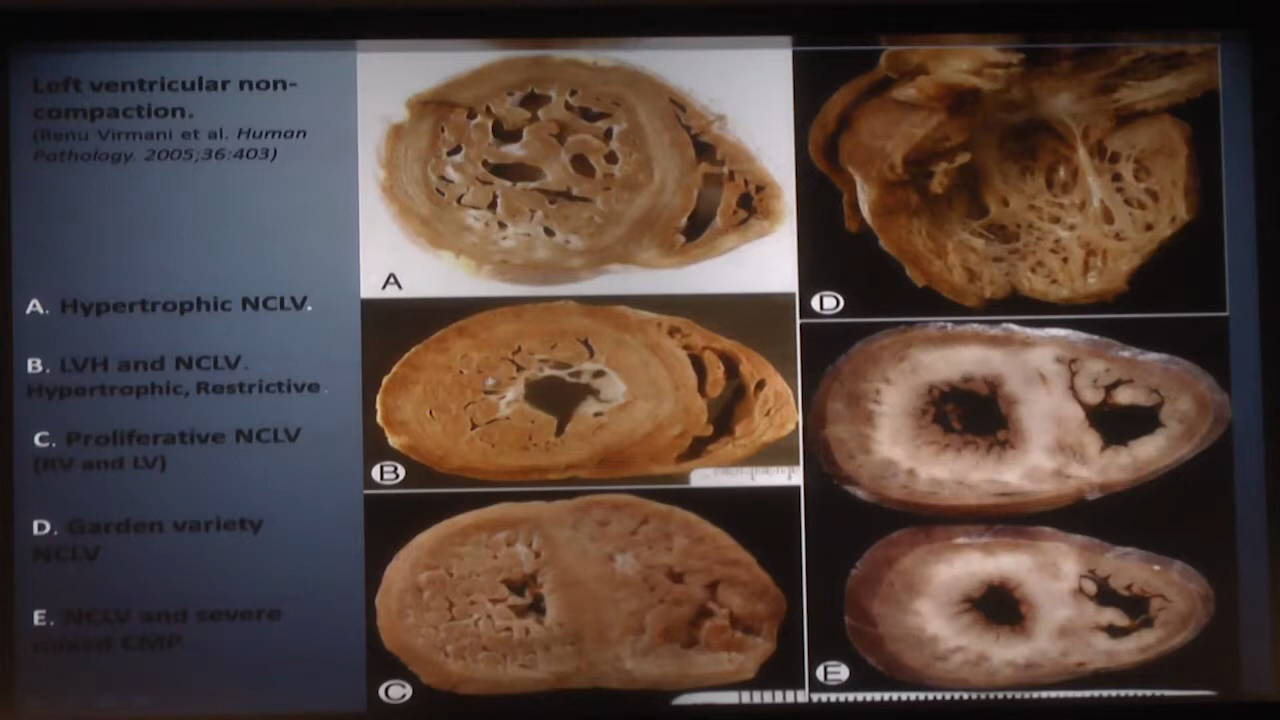 Left ventricular non-
compaction.
(Renu Virmani et al. Human
Pathology. 2005;36:403)
A. Hypertrophic NCLV.
B. LVH and NCLV.
Hypertrophic, Restrictive.
C. Proliferative NCLV
(RV and LV)
D. Garden variety
NCLV
E. NCLV and severe
mixed CMP
A
B
C
D
E